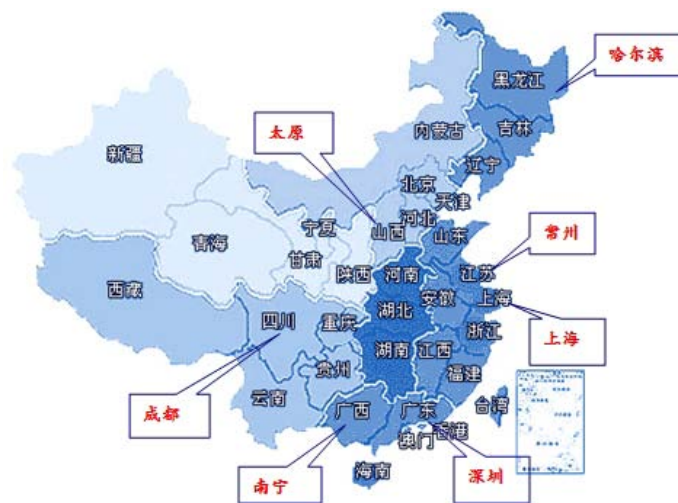 哈尔滨
黑龙江
太原
吉林
内蒙古
新疆
辽宁
北京
天津
宁夏
河北
山西
山东
常州
青海
甘肃
陕西
河南
江苏
西藏
安徽
上海
湖北
四川
重庆
浙江
上海
湖南
江西
贵州
福建
云南
成都
广西
广东
台湾
香港
澳门
海南
南宁
深圳